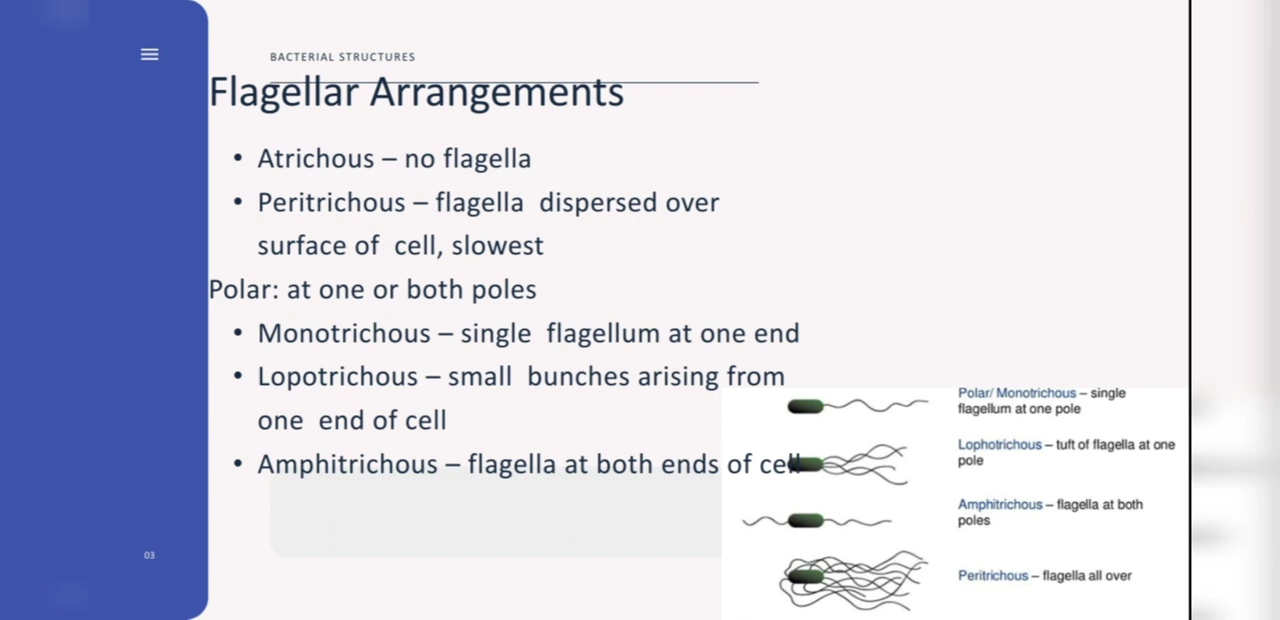 BACTERIAL STRUCTURES
Flagellar Arrangements
• Atrichous – no flagella
• Peritrichous – flagella dispersed over
surface of cell, slowest
Polar: at one or both poles
• Monotrichous – single flagellum at one end
• Lopotrichous – small bunches arising from
one end of cell
• Amphitrichous – flagella at both ends of cell
Polar/ Monotrichous – single
flagellum at one pole
Lophotrichous – tuft of flagella at one
pole
Amphitrichous – flagella at both
poles
Peritrichous – flagella all over
03